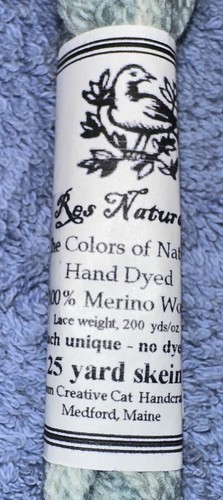 Res Natur
he Colors of Nat
Hand Dyed
00% Merino Wo
Lace weight, 200 yds/oz
ch unique - no dye
25 yard skein
m Creative Cat Handcra
Medford, Maine